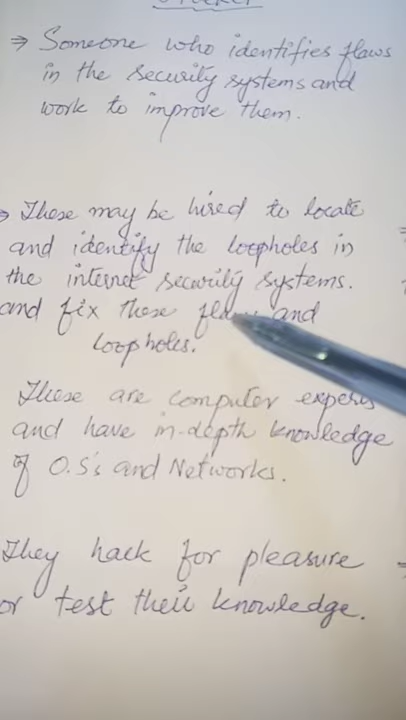 ⇒ Someone who identifies flaws
in the security systems and
work to improve them.
These may be hired to locate
and identify the loopholes in
the internet security systems.
and fix these flaws and
loopholes.
These are computer experts
and have in-depth knowledge
of O.S's and Networks.
They hack for pleasure
or test their knowledge.